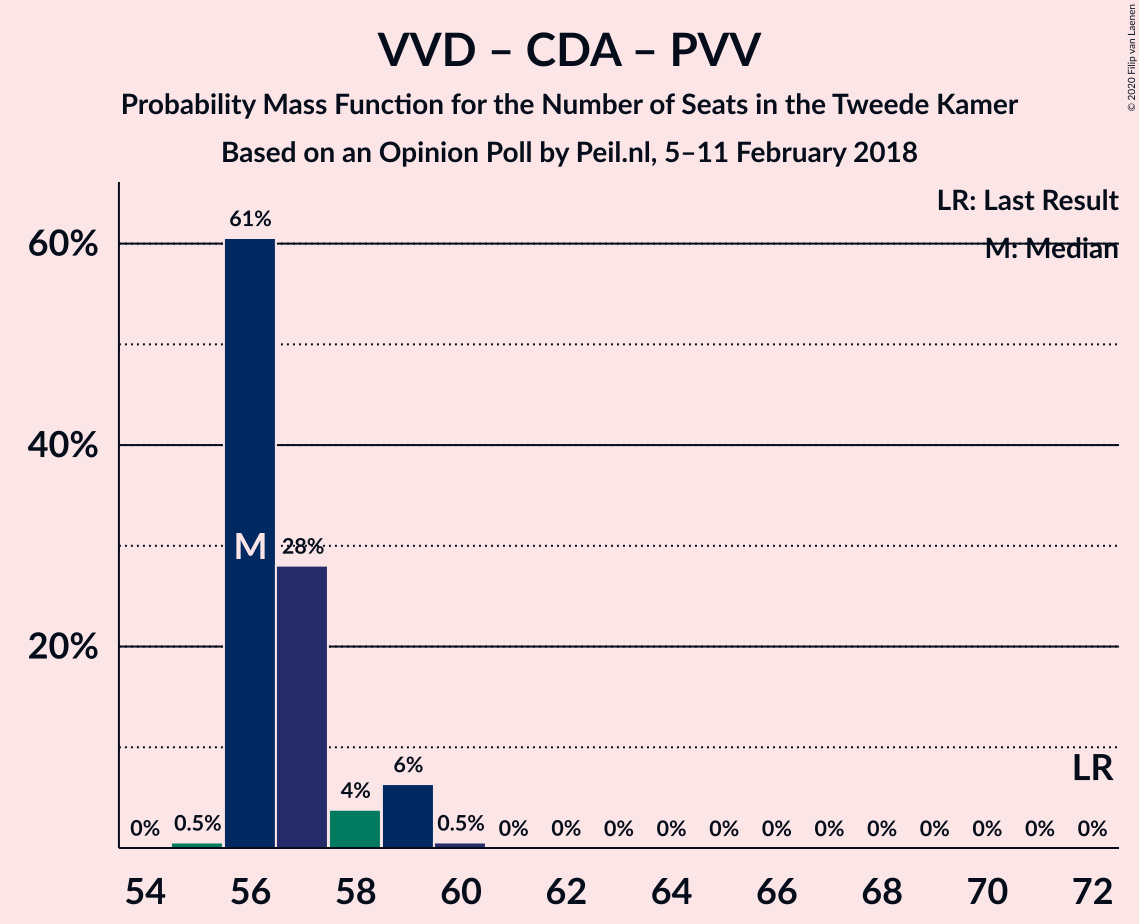 VVD – CDA – PVV
Probability Mass Function for the Number of Seats in the Tweede Kamer
Based on an Opinion Poll by Peil.nl, 5–11 February 2018
© 2020 Filip van Laenen
LR: Last Result
M: Median
60%
40%
20%
61%
M
28%
LR
0%
0.5%
4%
6%
0.5%
0% 0% 0% 0% 0% 0% 0% 0% 0% 0% 0% 0%
54 56 58 60 62 64 66 68 70 72